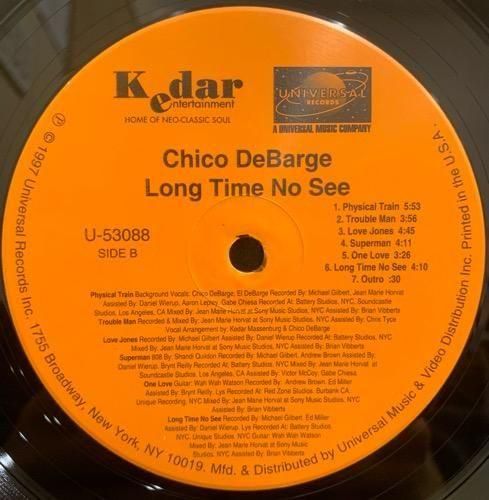 Kedar
entertainment
HOME OF NEO-CLASSIC SOUL
UNIVERSAL
RECORDS
A UNIVERSAL MUSIC COMPANY
Chico DeBarge
Long Time No See
U-53088
SIDE B
1. Physical Train 5:53
2. Trouble Man 3:56
3. Love Jones 4:45
4. Superman 4:11
5. One Love 3:26
6. Long Time No See 4:10
7. Outro :30
Physical Train Background Vocals: Chico DeBarge, El DeBarge Recorded By: Michael Gilbert, Jean Marie Horvat
Assisted By: Daniel Wierup, Aaron Lepley, Gabe Chiesa Recorded At: Battery Studios, NYC, Soundcastle
Studios, Los Angeles, CA Mixed By: Jean Marie Horvat at Sony Music Studios, NYC Assisted By: Brian Vibberts
Trouble Man Recorded & Mixed By: Jean Marie Horvat at Sony Music Studios, NYC Assisted By: Chris Tyce
Vocal Arrangement by: Kedar Massenburg & Chico DeBarge
Love Jones Recorded By: Michael Gilbert Assisted By: Daniel Wierup Recorded At: Battery Studios,
NYC Mixed By: Jean Marie Horvat at Sony Music Studios, NYC Assisted By: Brian Vibberts
Superman 808 By: Shandi Quildon Recorded By: Michael Gilbert, Andrew Brown Assisted By:
Daniel Wierup, Brynt Reilly Recorded At: Battery Studios, NYC Mixed By: Jean Marie Horvat at
Soundcastle Studios, Los Angeles, CA Assisted By: Victor McCoy, Gabe Chiesa
One Love Guitar: Wah Wah Watson Recorded By: Andrew Brown, Ed Miller
Assisted By: Brynt Reilly, Lys Recorded At: Red Zone Studios, Burbank CA,
Unique Recording, NYC Mixed By: Jean Marie Horvat at Sony Music Studios, NYC
Assisted By: Brian Vibberts
Long Time No See Recorded By: Michael Gilbert, Ed Miller
Assisted By: Daniel Wierup, Lys Recorded At: Battery Studios,
NYC, Unique Studios, NYC Guitar: Wah Wah Watson
Mixed By: Jean Marie Horvat at Sony Music Studios,
NYC Assisted By: Brian Vibberts
℗ © 1997 Universal Records Inc. 1755 Broadway, New York, NY 10019. Mfd. & Distributed by Universal Music & Video Distribution Inc. Printed in the U.S.A.